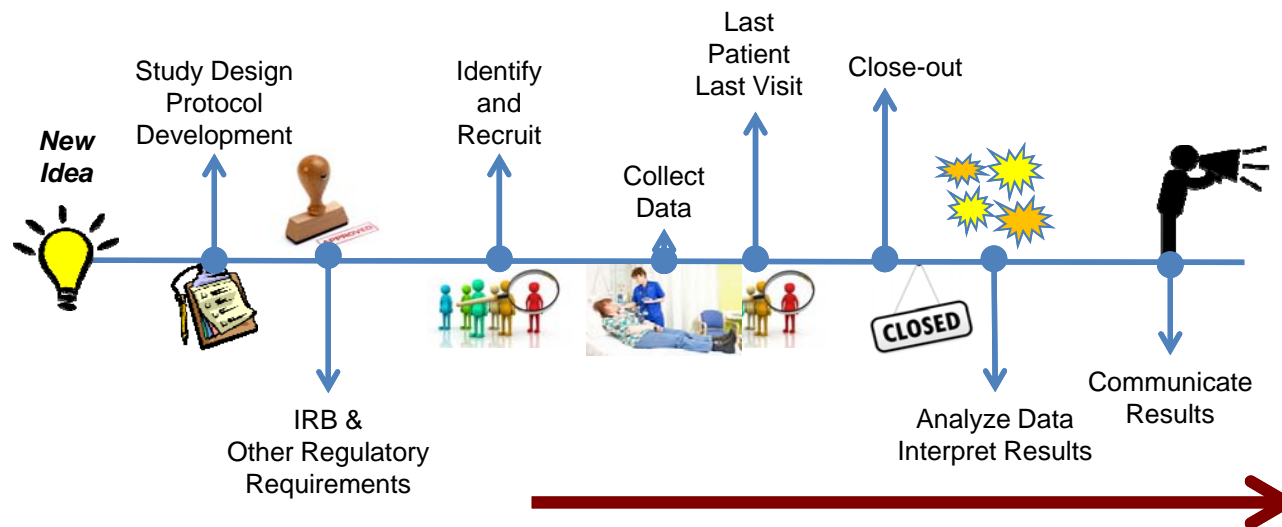 New
Idea
Study Design
Protocol
Development
APPROVED
IRB &
Other Regulatory
Requirements
Identify
and
Recruit
Collect
Data
Last
Patient
Last Visit
Close-out
CLOSED
Analyze Data
Interpret Results
Communicate
Results